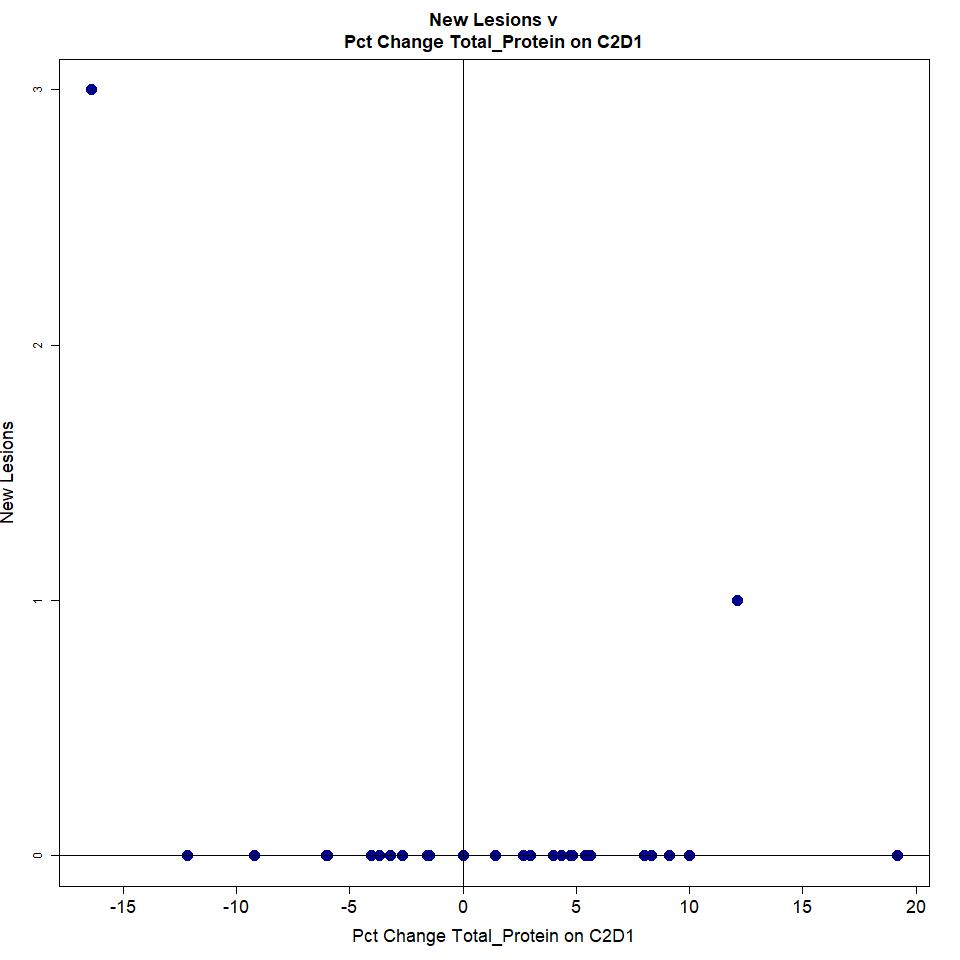 New Lesions v
Pct Change Total_Protein on C2D1
3
2
1
0
New Lesions
-15 -10 -5 0 5 10 15 20
Pct Change Total_Protein on C2D1